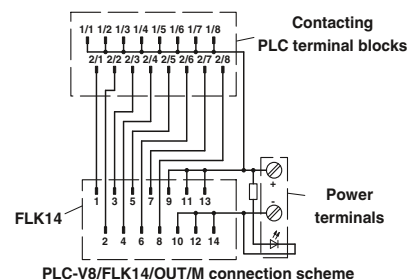 Contacting
PLC terminal blocks
1/1 1/2 1/3 1/4 1/5 1/6 1/7 1/8
2/1 2/2 2/3 2/4 2/5 2/6 2/7 2/8
1 3 5 7 9 11 13
+
Power
terminals
-
FLK14
2 4 6 8 10 12 14
PLC-V8/FLK14/OUT/M connection scheme